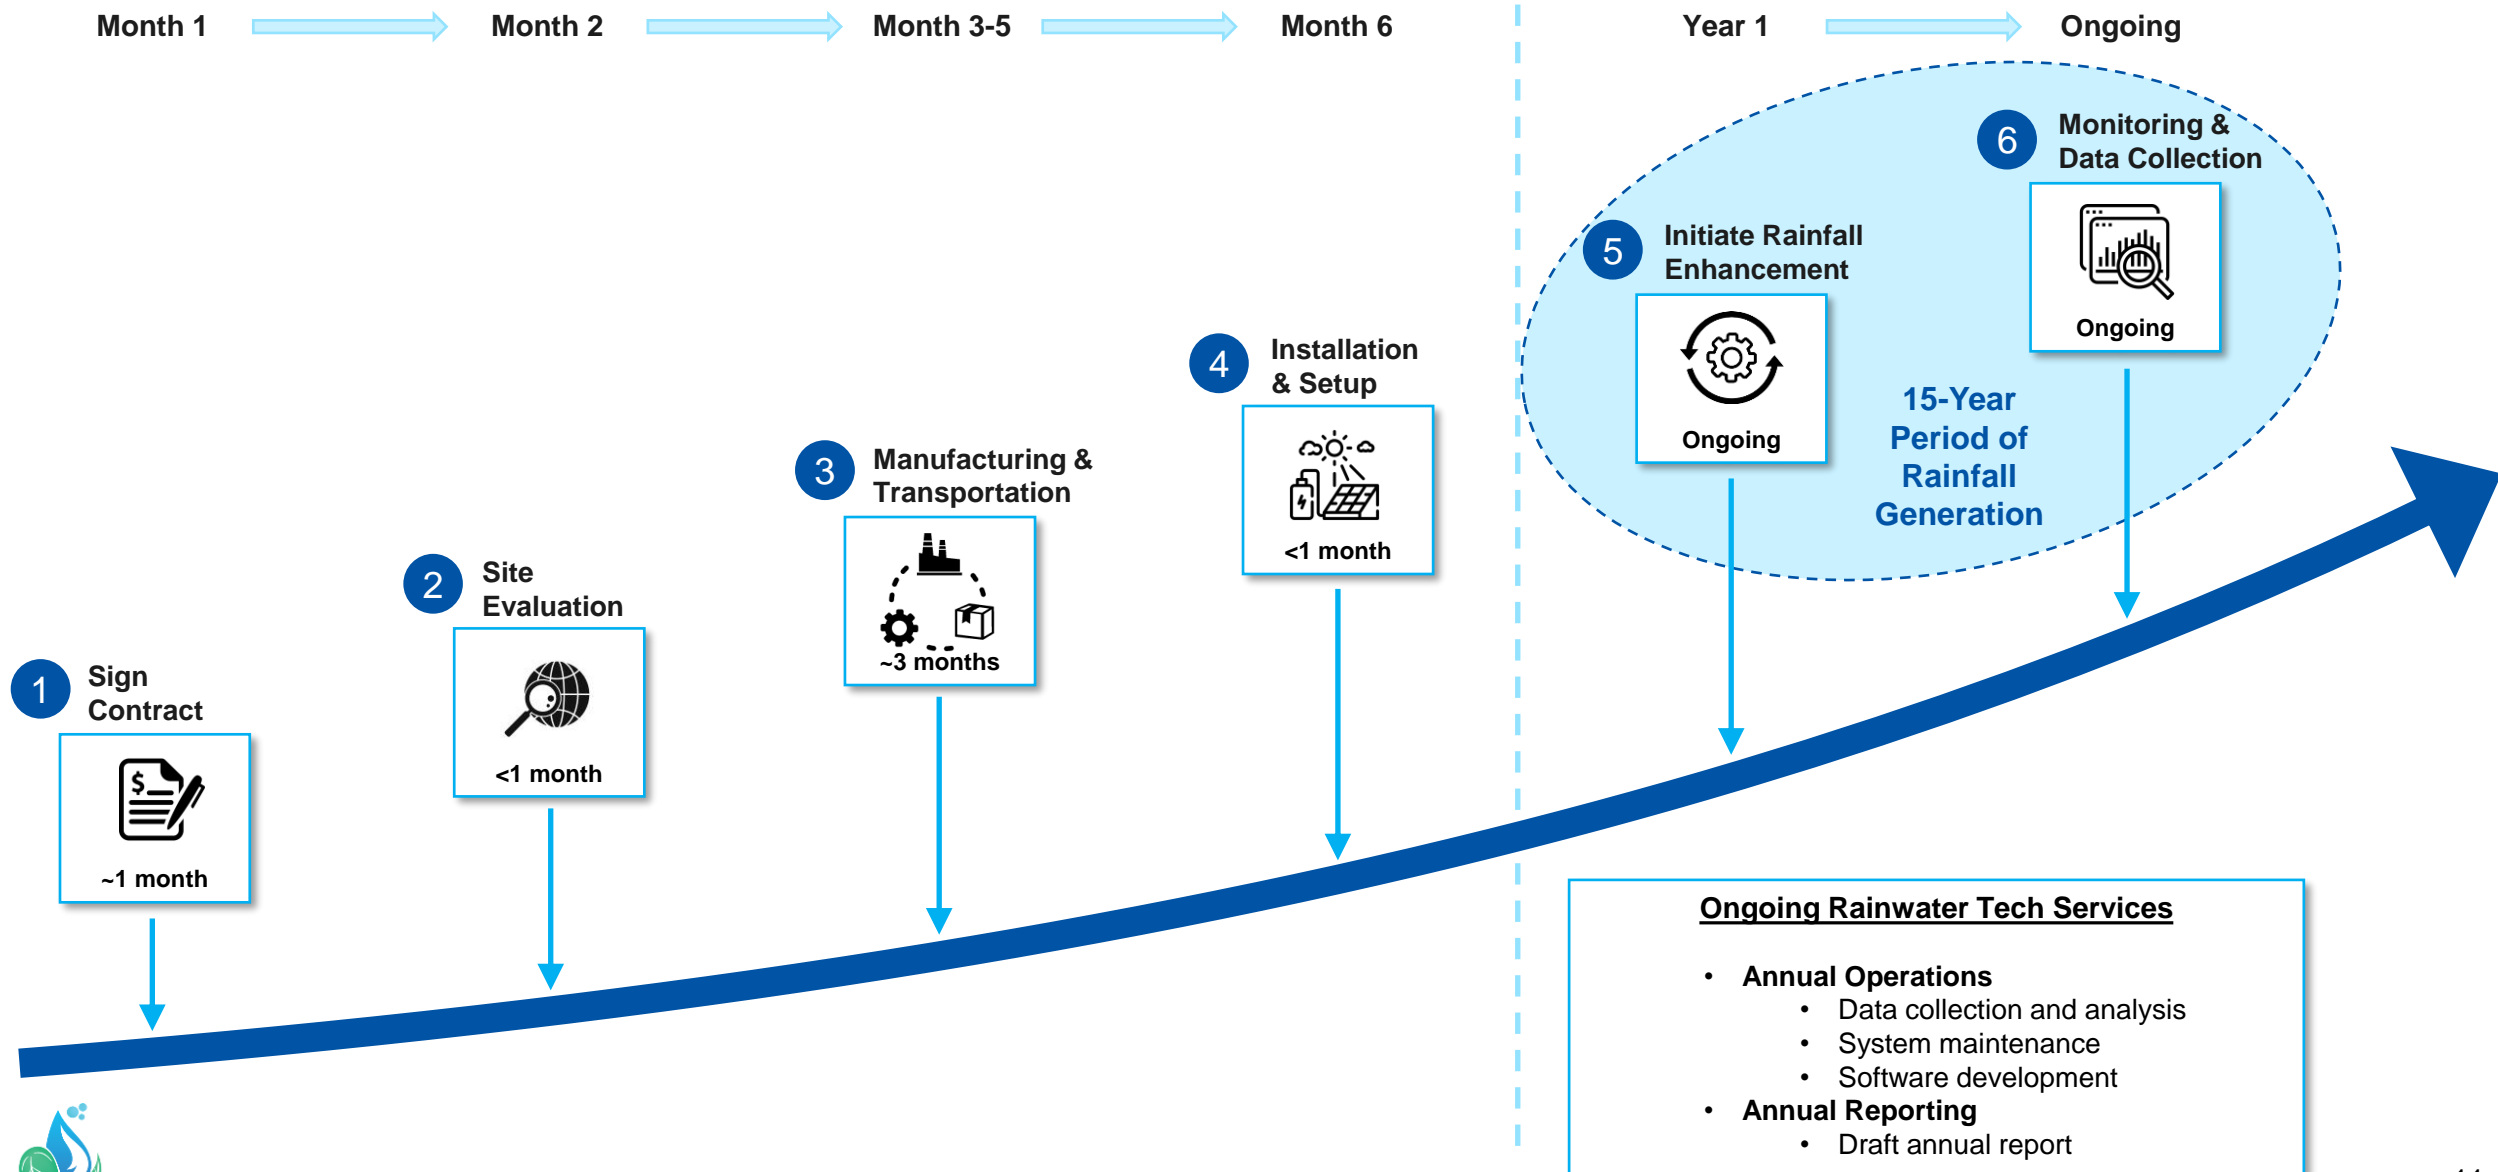 Month 1
Month 2
Month 3-5
Month 6
Year 1
Ongoing
1
Sign
Contract
$
~1 month
2
Site
Evaluation
<1 month
3
Manufacturing &
Transportation
~3 months
4
Installation
& Setup
<1 month
5
Initiate Rainfall
Enhancement
Ongoing
6
Monitoring &
Data Collection
Ongoing
15-Year
Period of
Rainfall
Generation
Ongoing Rainwater Tech Services
• Annual Operations
• Data collection and analysis
• System maintenance
• Software development
• Annual Reporting
• Draft annual report